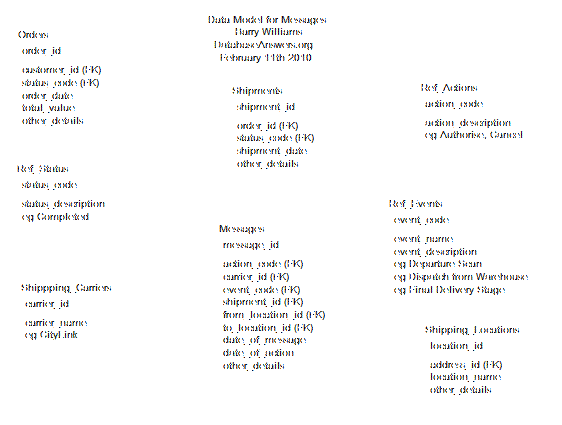 Data Model for Messages
Barry Williams
DatabaseAnswers.org
February 11th 2010
Orders
order_id
customer_id (FK)
status_code (FK)
order_date
total_value
other_details
Shipments
shipment_id
order_id (FK)
status_code (FK)
shipment_date
other_details
Ref_Actions
action_code
action_description
eg Authorise, Cancel
Ref_Status
status_code
status_description
eg Completed
Messages
message_id
action_code (FK)
carrier_id (FK)
event_code (FK)
shipment_id (FK)
from_location_id (FK)
to_location_id (FK)
date_of_message
date_of_action
other_details
Ref_Events
event_code
event_name
event_description
eg Departure Scan
eg Dispatch from Warehouse
eg Final Delivery Stage
Shippping_Carriers
carrier_id
carrier_name
eg CityLink
Shipping_Locations
location_id
address_id (FK)
location_name
other_details